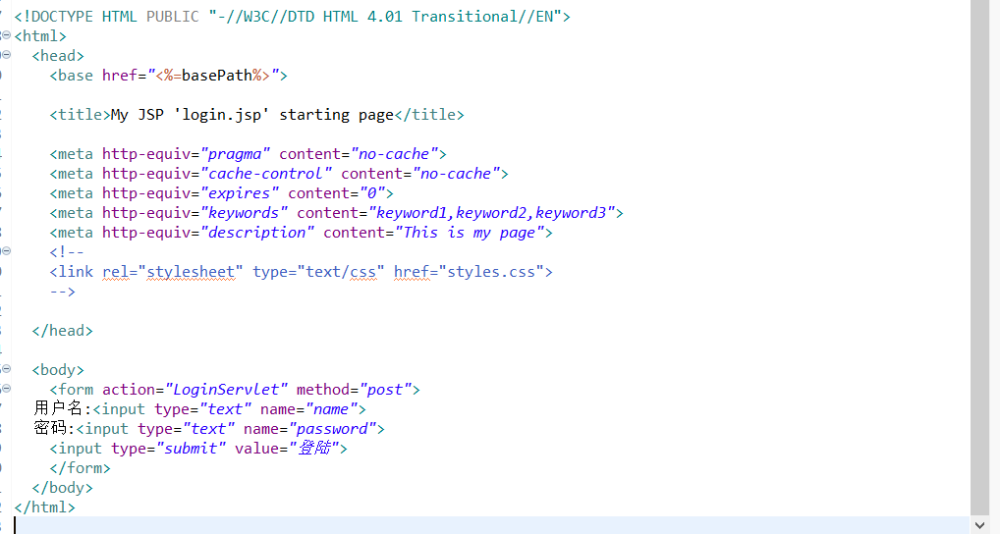 <!DOCTYPE HTML PUBLIC "-//W3C//DTD HTML 4.01 Transitional//EN">
<html>
  <head>
    <base href="<%=basePath%>">
    <title>My JSP 'login.jsp' starting page</title>
    <meta http-equiv="pragma" content="no-cache">
    <meta http-equiv="cache-control" content="no-cache">
    <meta http-equiv="expires" content="0">
    <meta http-equiv="keywords" content="keyword1,keyword2,keyword3">
    <meta http-equiv="description" content="This is my page">
    <!--
    <link rel="stylesheet" type="text/css" href="styles.css">
    -->
  </head>
  <body>
    <form action="LoginServlet" method="post">
  用户名:<input type="text" name="name">
  密码:<input type="text" name="password">
    <input type="submit" value="登陆">
    </form>
  </body>
</html>